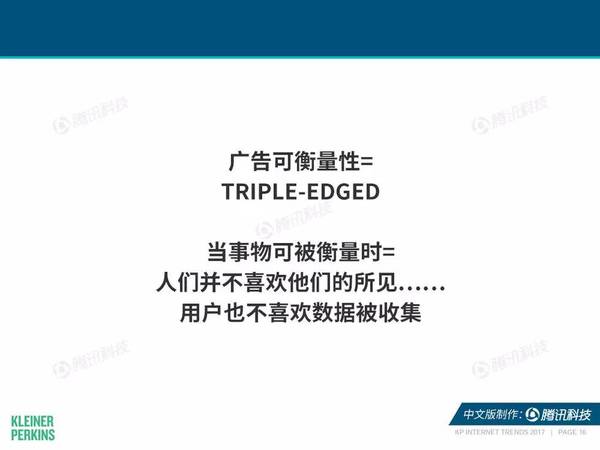 腾讯科技
腾讯科技
广告可衡量性=
TRIPLE-EDGED
腾讯科技
当事物可被衡量时=
人们并不喜欢他们的所见……
用户也不喜欢数据被收集
腾讯科技
腾讯科技
KLEINER
PERKINS
中文版制作：腾讯科技
KP INTERNET TRENDS 2017 | PAGE 16